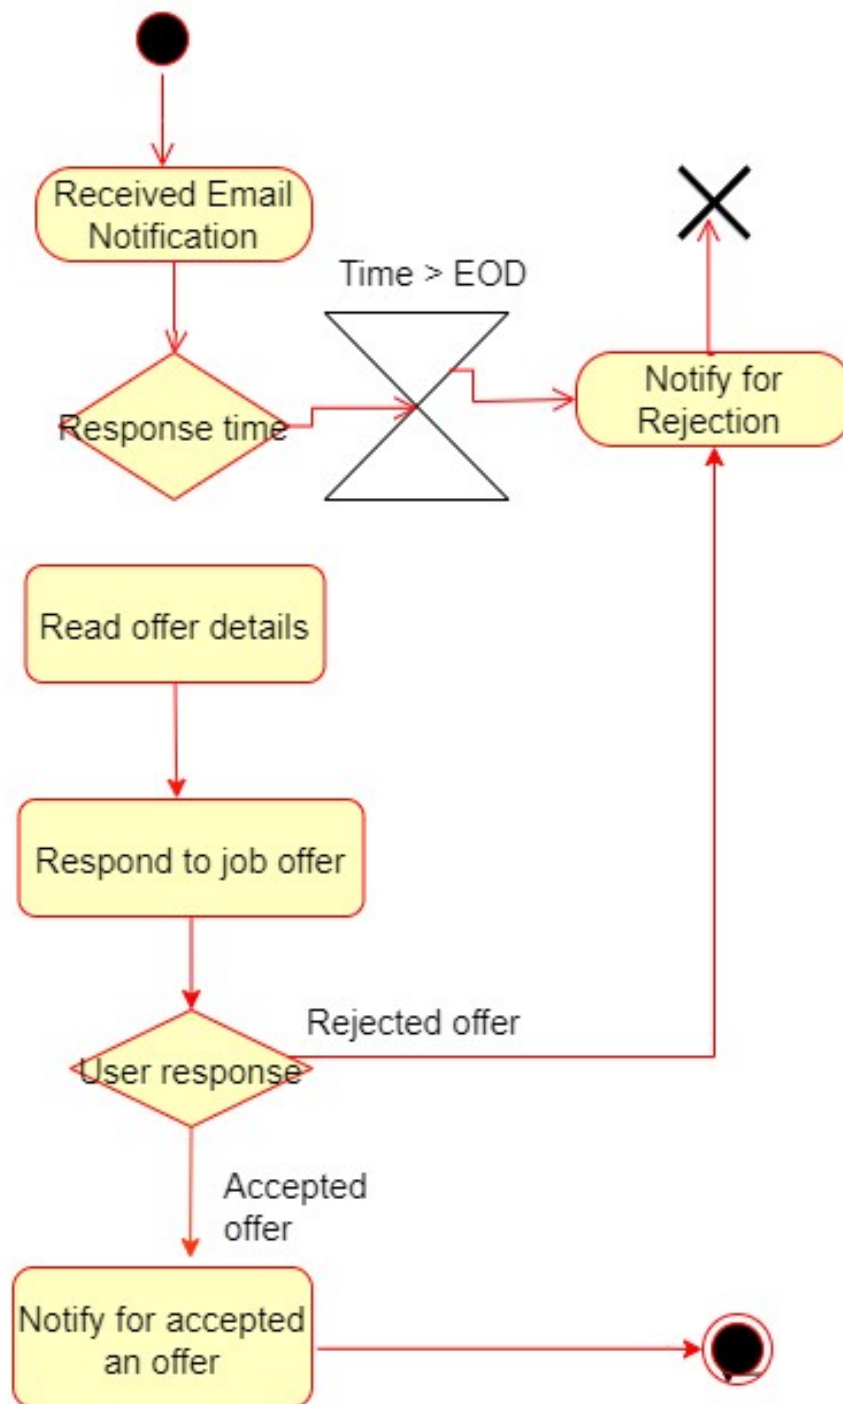 Received Email
Notification
Time > EOD
Response time
Notify for
Rejection
Read offer details
Respond to job offer
Rejected offer
User response
Accepted
offer
Notify for accepted
an offer